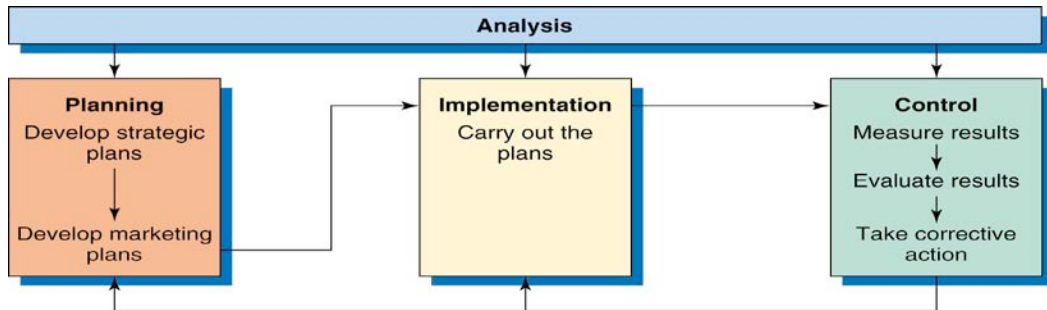 Analysis
Planning
Develop strategic
plans
Develop marketing
plans
Implementation
Carry out the
plans
Control
Measure results
Evaluate results
Take corrective
action